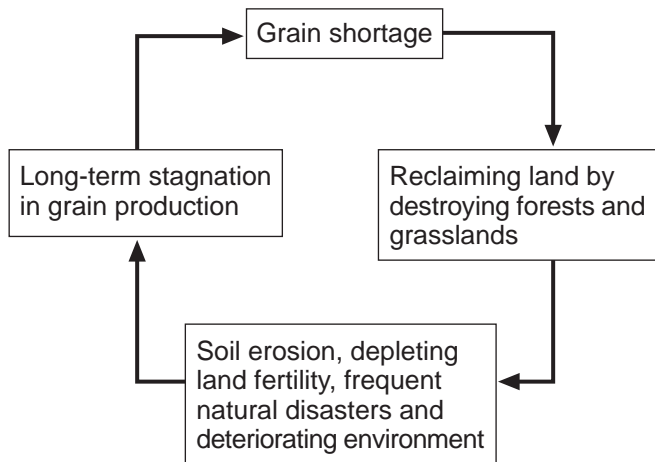 Grain shortage
Long-term stagnation
in grain production
Reclaiming land by
destroying forests and
grasslands
Soil erosion, depleting
land fertility, frequent
natural disasters and
deteriorating environment